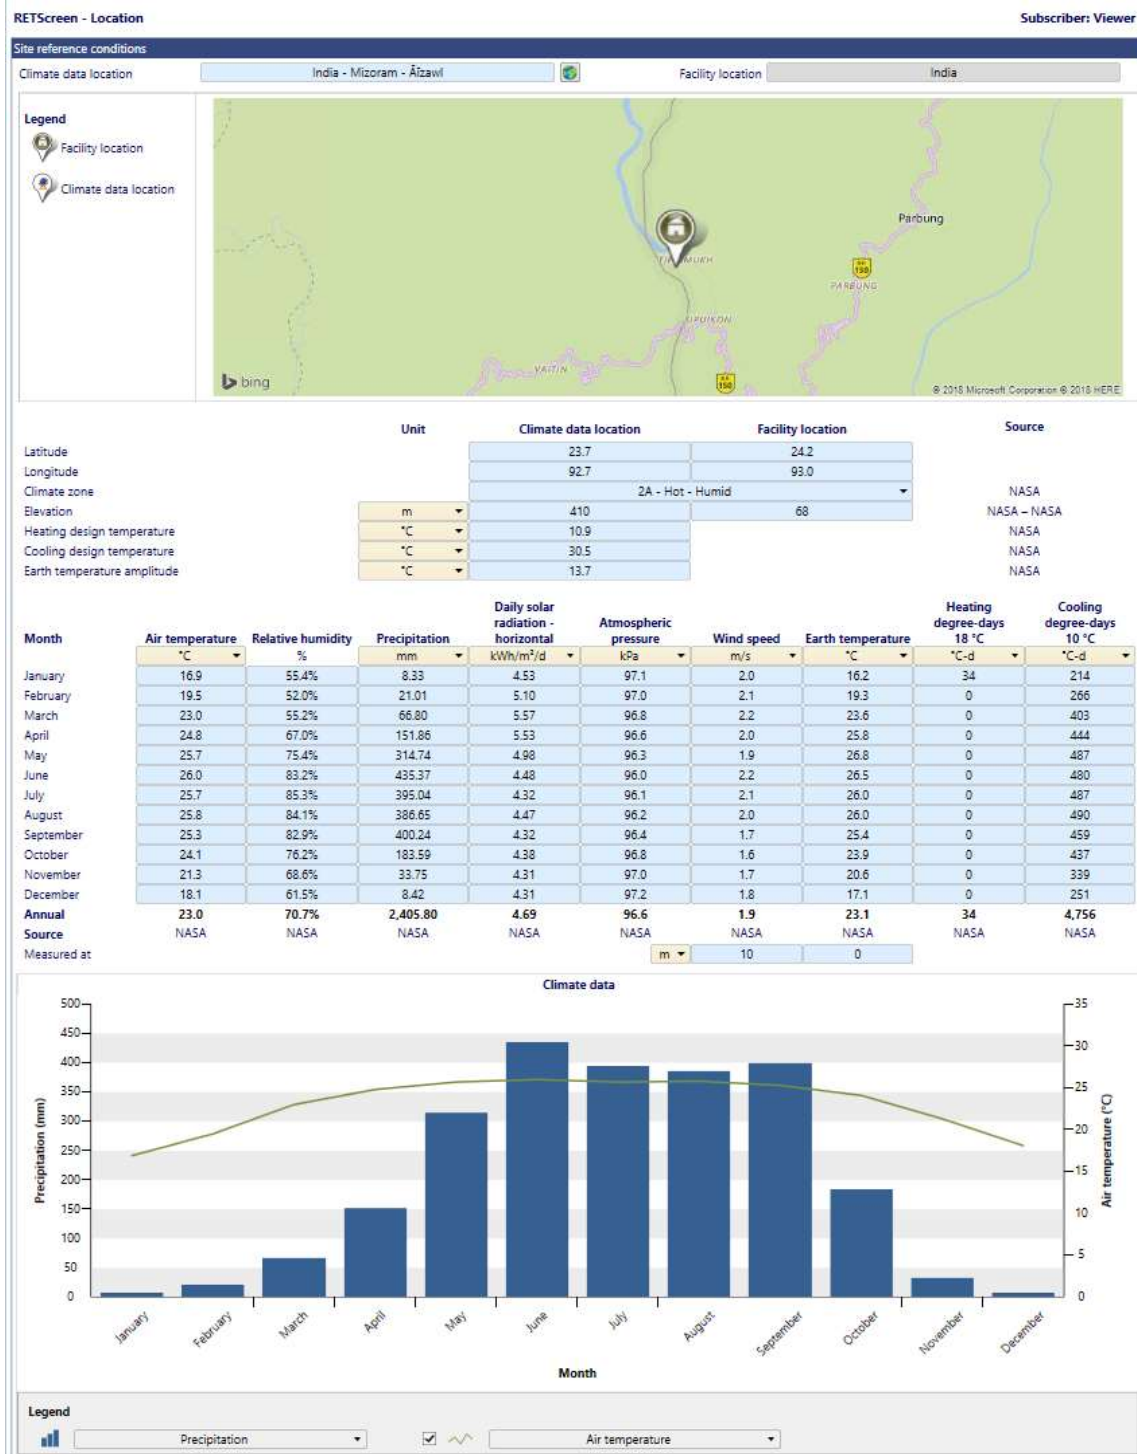 RETScreen - Location Subscriber: Viewer
Site reference conditions
Climate data location India - Mizoram - Āīzawl Facility location India
Legend
Facility location
Climate data location
Parbung
TIPAIMUKH
150
PARBUNG
SIPUIKON
VAITIN
150
bing
© 2018 Microsoft Corporation © 2018 HERE
Unit Climate data location Facility location Source
Latitude 23.7 24.2
Longitude 92.7 93.0
Climate zone 2A - Hot - Humid NASA
Elevation m 410 68 NASA – NASA
Heating design temperature °C 10.9 NASA
Cooling design temperature °C 30.5 NASA
Earth temperature amplitude °C 13.7 NASA
Month Air temperature Relative humidity Precipitation Daily solar radiation - horizontal Atmospheric pressure Wind speed Earth temperature Heating degree-days 18 °C Cooling degree-days 10 °C
°C % mm kWh/m²/d kPa m/s °C °C-d °C-d
January 16.9 55.4% 8.33 4.53 97.1 2.0 16.2 34 214
February 19.5 52.0% 21.01 5.10 97.0 2.1 19.3 0 266
March 23.0 55.2% 66.80 5.57 96.8 2.2 23.6 0 403
April 24.8 67.0% 151.86 5.53 96.6 2.0 25.8 0 444
May 25.7 75.4% 314.74 4.98 96.3 1.9 26.8 0 487
June 26.0 83.2% 435.37 4.48 96.0 2.2 26.5 0 480
July 25.7 85.3% 395.04 4.32 96.1 2.1 26.0 0 487
August 25.8 84.1% 386.65 4.47 96.2 2.0 26.0 0 490
September 25.3 82.9% 400.24 4.32 96.4 1.7 25.4 0 459
October 24.1 76.2% 183.59 4.38 96.8 1.6 23.9 0 437
November 21.3 68.6% 33.75 4.31 97.0 1.7 20.6 0 339
December 18.1 61.5% 8.42 4.31 97.2 1.8 17.1 0 251
Annual 23.0 70.7% 2,405.80 4.69 96.6 1.9 23.1 34 4,756
Source NASA NASA NASA NASA NASA NASA NASA NASA NASA
Measured at m 10 0
Climate data
500 35
450
400 30
350 25
300
250 20
200 15
150
100 10
50 5
0 0
Precipitation (mm)
Air temperature (°C)
January February March April May June July August September October November December
Month
Legend
Precipitation Air temperature